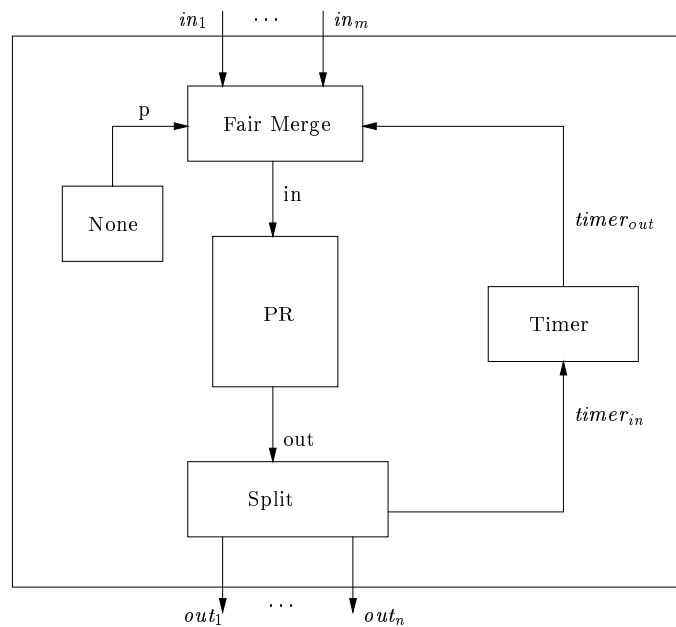 in₁ ... inₘ
p
Fair Merge
in
None
timerₒᵤₜ
PR
Timer
timerᵢₙ
out
Split
out₁ ... outₙ